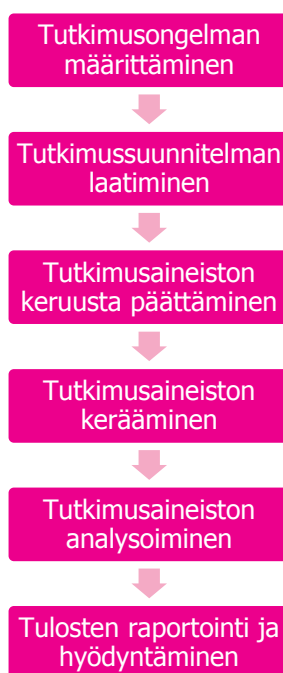 Tutkimusongelman
määrittäminen
Tutkimussuunnitelman
laatiminen
Tutkimusaineiston
keruusta päättäminen
Tutkimusaineiston
kerääminen
Tutkimusaineiston
analysoiminen
Tulosten raportointi ja
hyödyntäminen